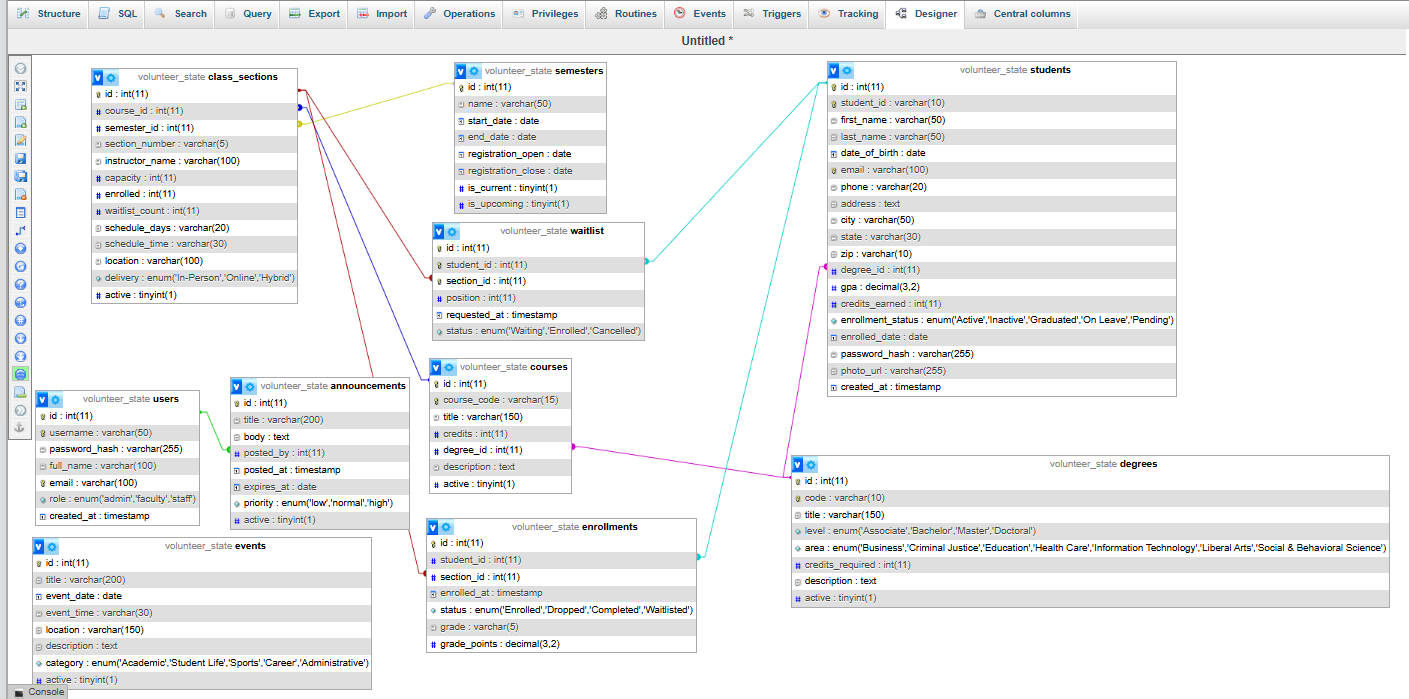 Structure SQL Search Query Export Import Operations Privileges Routines Events Triggers Tracking Designer Central columns
Untitled *
volunteer_state class_sections
id : int(11)
course_id : int(11)
semester_id : int(11)
section_number : varchar(5)
instructor_name : varchar(100)
capacity : int(11)
enrolled : int(11)
waitlist_count : int(11)
schedule_days : varchar(20)
schedule_time : varchar(30)
location : varchar(100)
delivery : enum('In-Person','Online','Hybrid')
active : tinyint(1)
volunteer_state semesters
id : int(11)
name : varchar(50)
start_date : date
end_date : date
registration_open : date
registration_close : date
is_current : tinyint(1)
is_upcoming : tinyint(1)
volunteer_state students
id : int(11)
student_id : varchar(10)
first_name : varchar(50)
last_name : varchar(50)
date_of_birth : date
email : varchar(100)
phone : varchar(20)
address : text
city : varchar(50)
state : varchar(30)
zip : varchar(10)
degree_id : int(11)
gpa : decimal(3,2)
credits_earned : int(11)
enrollment_status : enum('Active','Inactive','Graduated','On Leave','Pending')
enrolled_date : date
password_hash : varchar(255)
photo_url : varchar(255)
created_at : timestamp
volunteer_state waitlist
id : int(11)
student_id : int(11)
section_id : int(11)
position : int(11)
requested_at : timestamp
status : enum('Waiting','Enrolled','Cancelled')
volunteer_state courses
id : int(11)
course_code : varchar(15)
title : varchar(150)
credits : int(11)
degree_id : int(11)
description : text
active : tinyint(1)
volunteer_state users
id : int(11)
username : varchar(50)
password_hash : varchar(255)
full_name : varchar(100)
email : varchar(100)
role : enum('admin','faculty','staff')
created_at : timestamp
volunteer_state announcements
id : int(11)
title : varchar(200)
body : text
posted_by : int(11)
posted_at : timestamp
expires_at : date
priority : enum('low','normal','high')
active : tinyint(1)
volunteer_state degrees
id : int(11)
code : varchar(10)
title : varchar(150)
level : enum('Associate','Bachelor','Master','Doctoral')
area : enum('Business','Criminal Justice','Education','Health Care','Information Technology','Liberal Arts','Social & Behavioral Science')
credits_required : int(11)
description : text
active : tinyint(1)
volunteer_state enrollments
id : int(11)
student_id : int(11)
section_id : int(11)
enrolled_at : timestamp
status : enum('Enrolled','Dropped','Completed','Waitlisted')
grade : varchar(5)
grade_points : decimal(3,2)
volunteer_state events
id : int(11)
title : varchar(200)
event_date : date
event_time : varchar(30)
location : varchar(150)
description : text
category : enum('Academic','Student Life','Sports','Career','Administrative')
active : tinyint(1)
Console